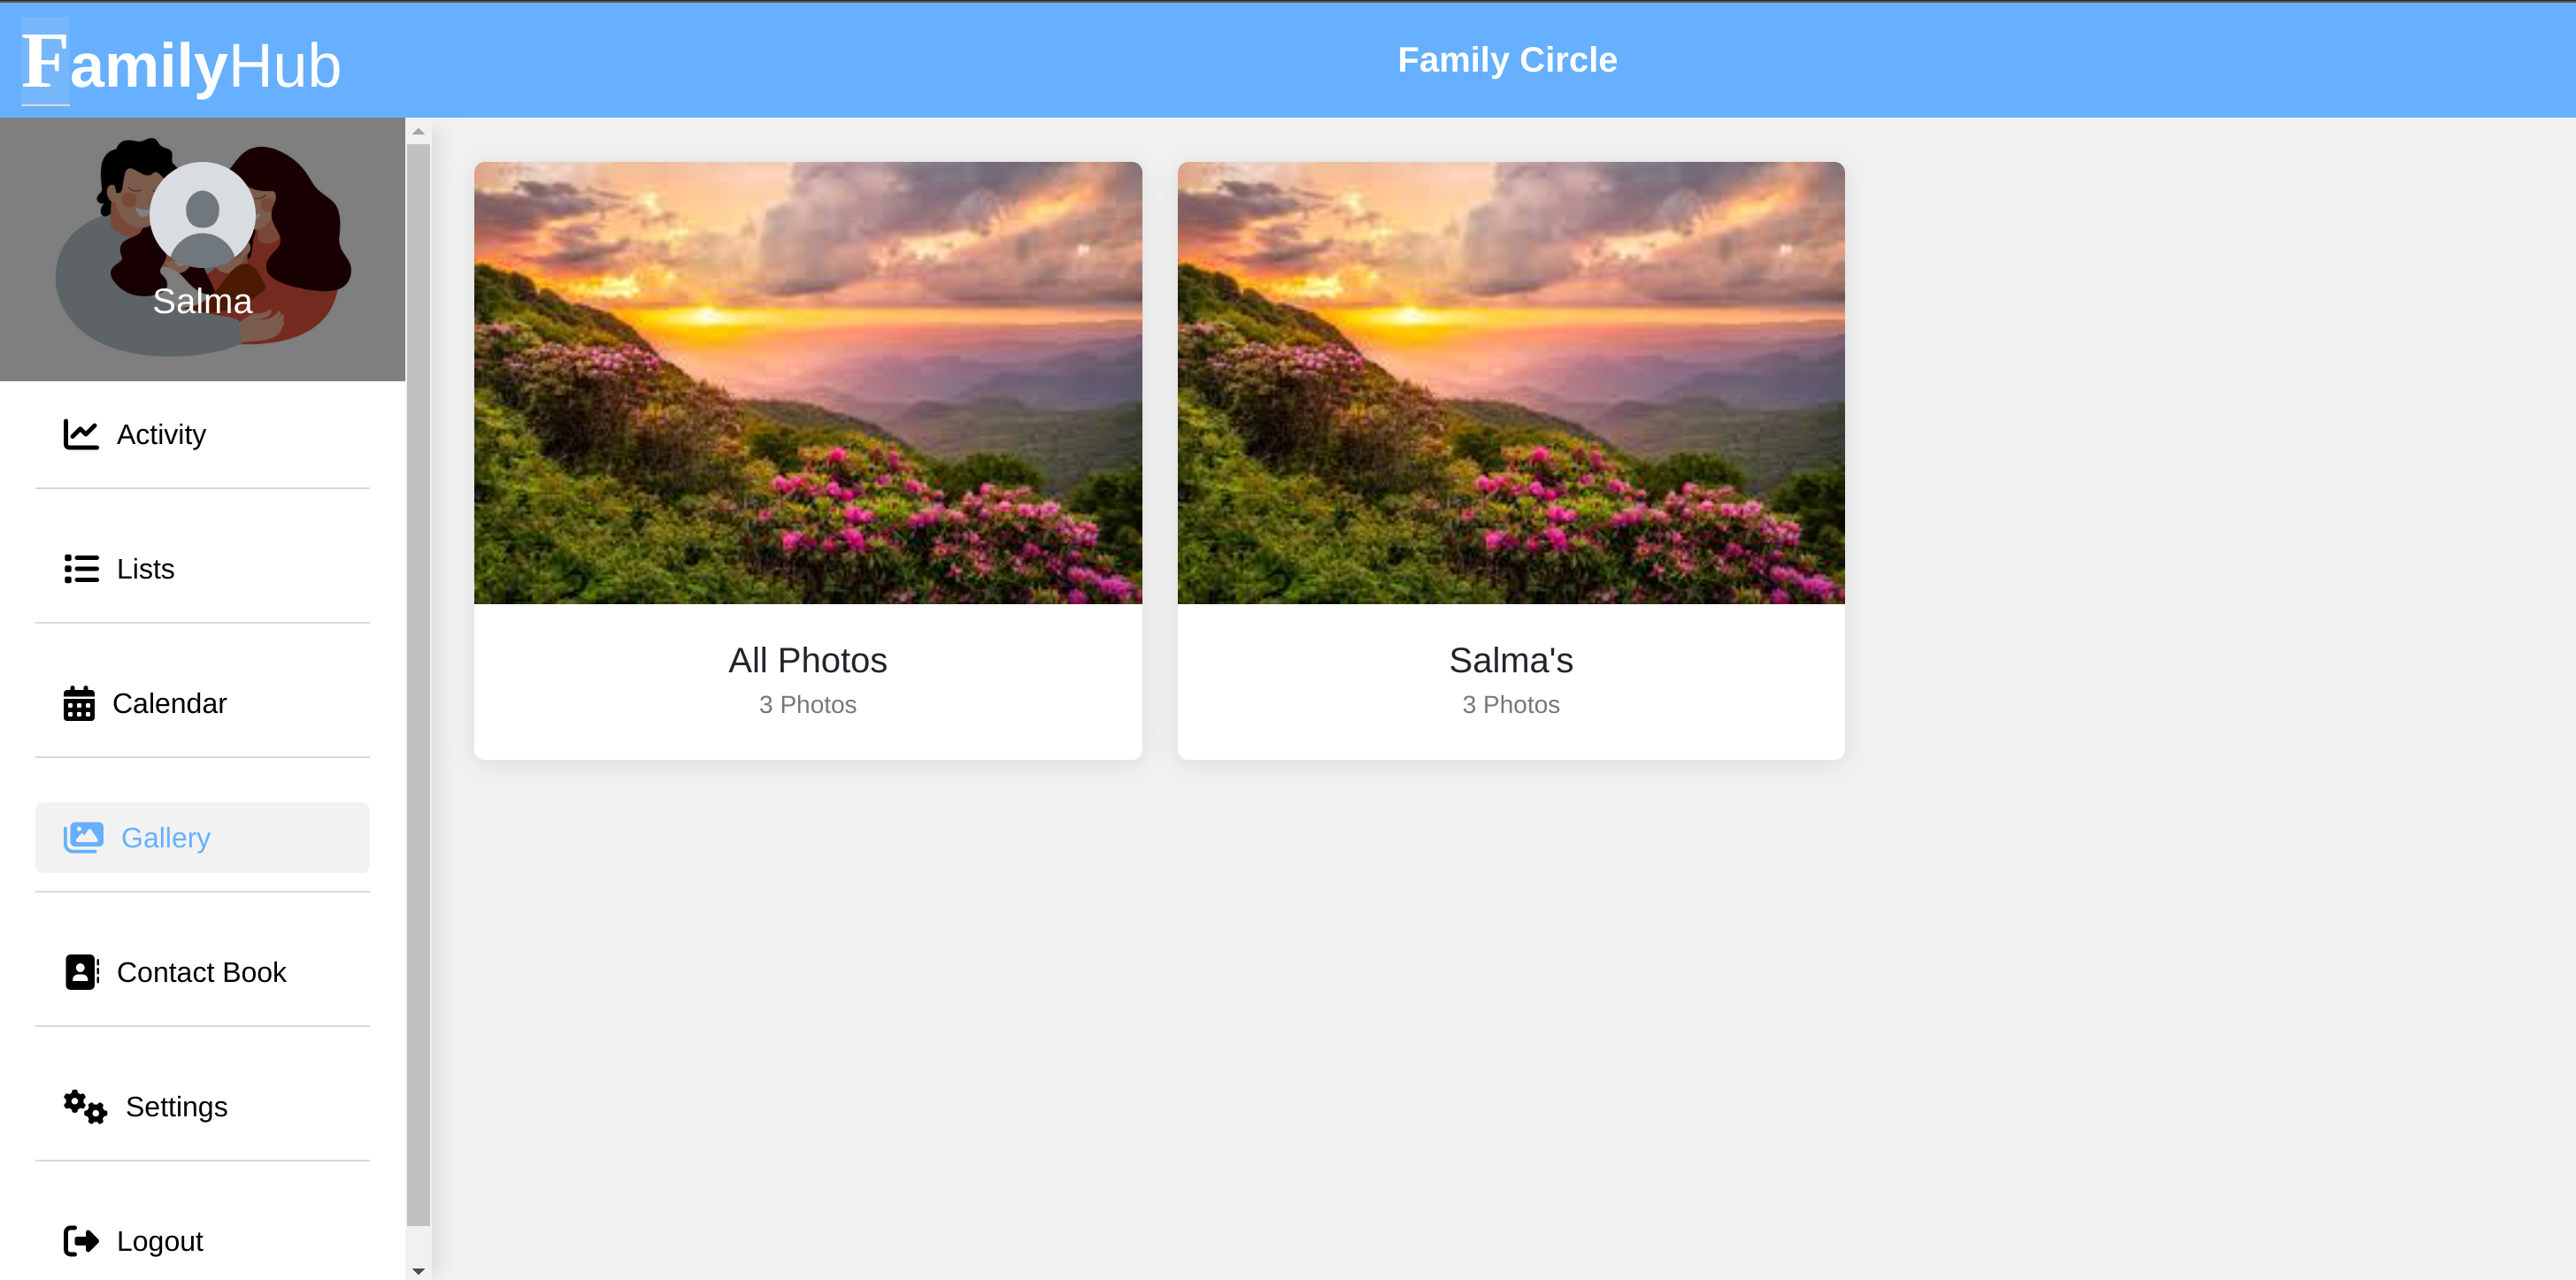 FamilyHub
Family Circle
Salma
Activity
Lists
Calendar
Gallery
Contact Book
Settings
Logout
All Photos
3 Photos
Salma's
3 Photos